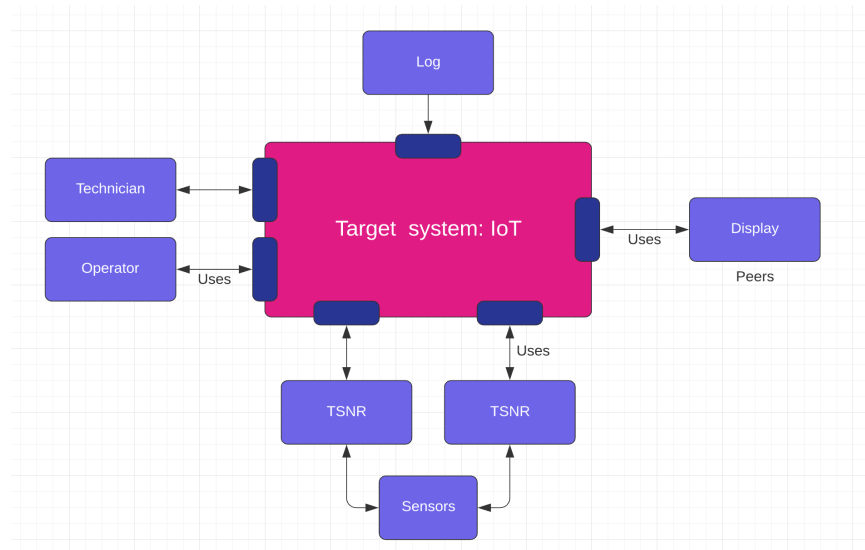 Log
Technician
Target system: IoT
Display
Uses
Operator
Uses
Peers
Uses
TSNR
TSNR
Sensors